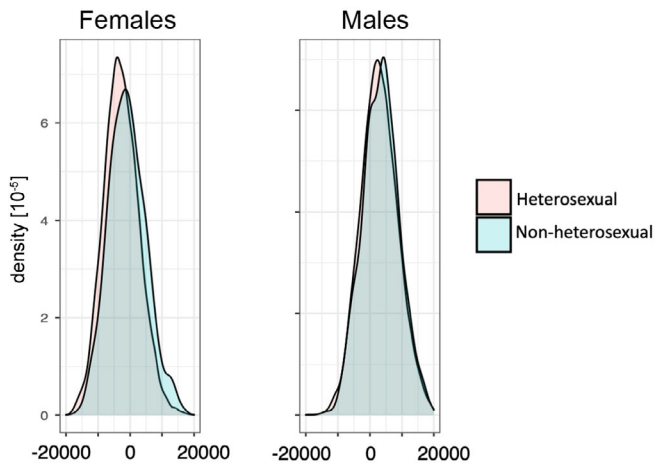 Females
Males
density [10⁻⁵]
6
4
2
0
-20000 0 20000
-20000 0 20000
Heterosexual
Non-heterosexual